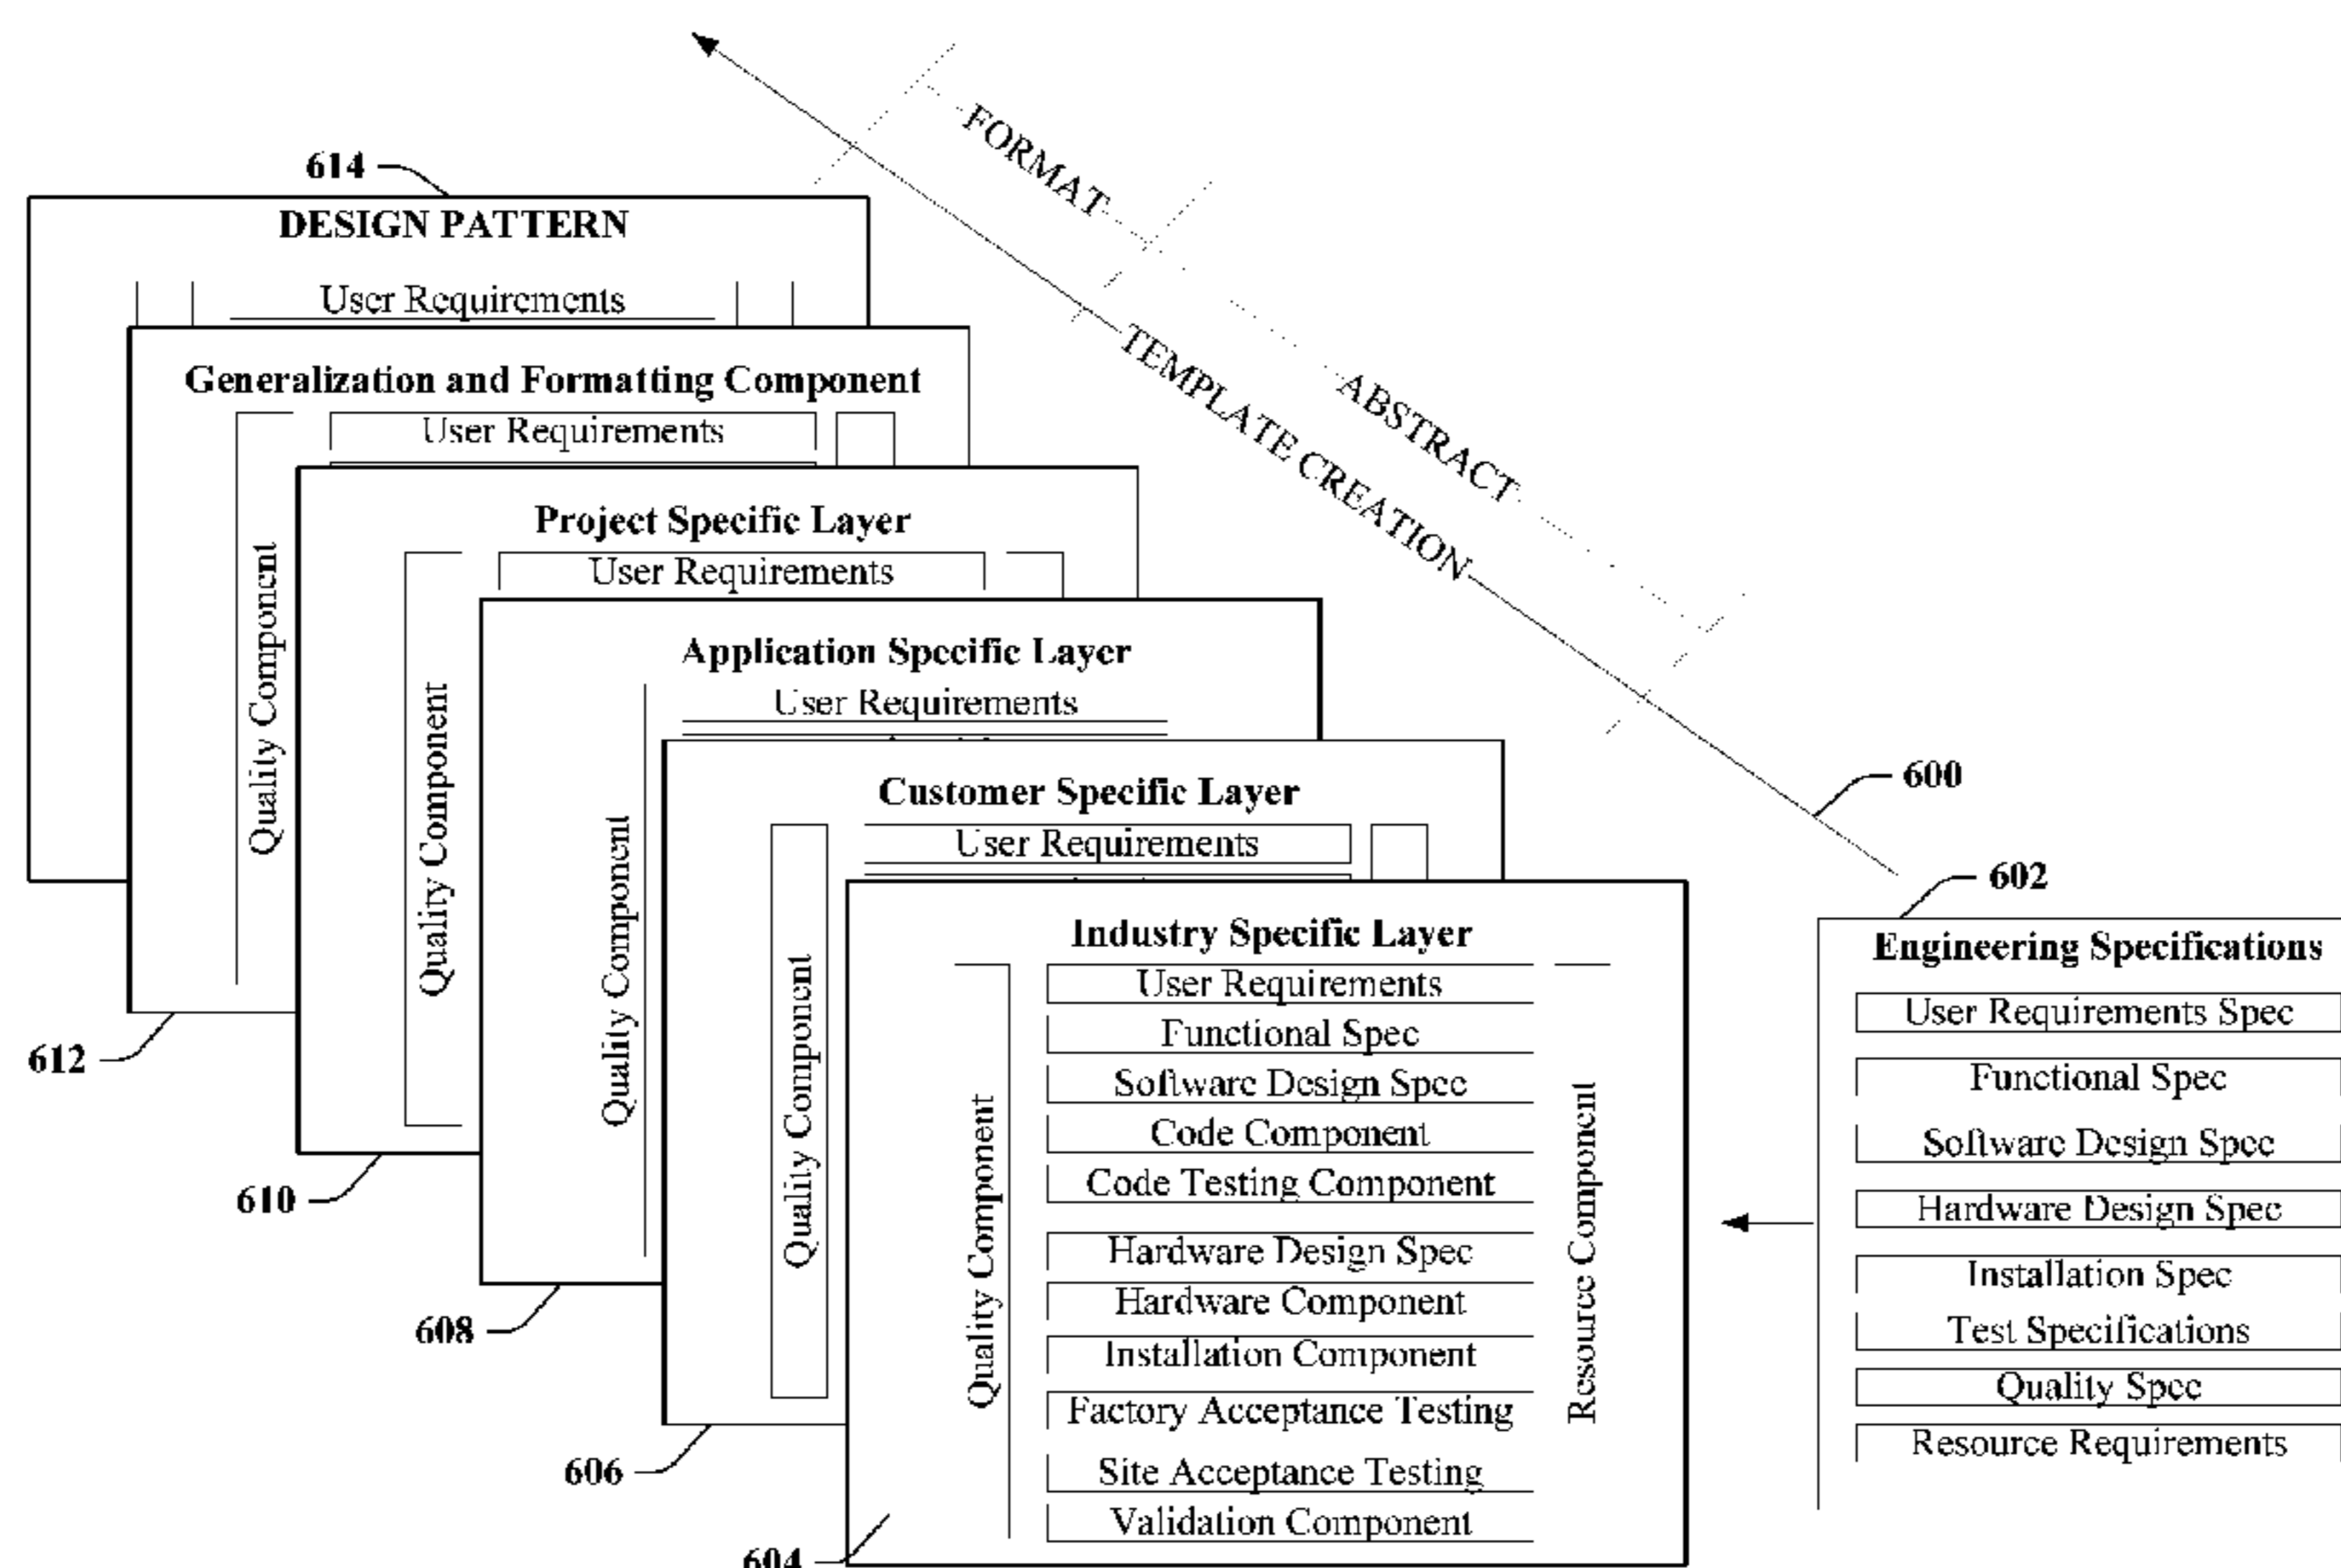 FORMAT
ABSTRACT
TEMPLATE CREATION
600
614
DESIGN PATTERN
User Requirements
Generalization and Formatting Component
User Requirements
Quality Component
612
Project Specific Layer
User Requirements
Quality Component
610
Application Specific Layer
User Requirements
Quality Component
608
Customer Specific Layer
User Requirements
Quality Component
606
Industry Specific Layer
Quality Component
User Requirements
Functional Spec
Software Design Spec
Code Component
Code Testing Component
Hardware Design Spec
Hardware Component
Installation Component
Factory Acceptance Testing
Site Acceptance Testing
Validation Component
Resource Component
604
602
Engineering Specifications
User Requirements Spec
Functional Spec
Software Design Spec
Hardware Design Spec
Installation Spec
Test Specifications
Quality Spec
Resource Requirements